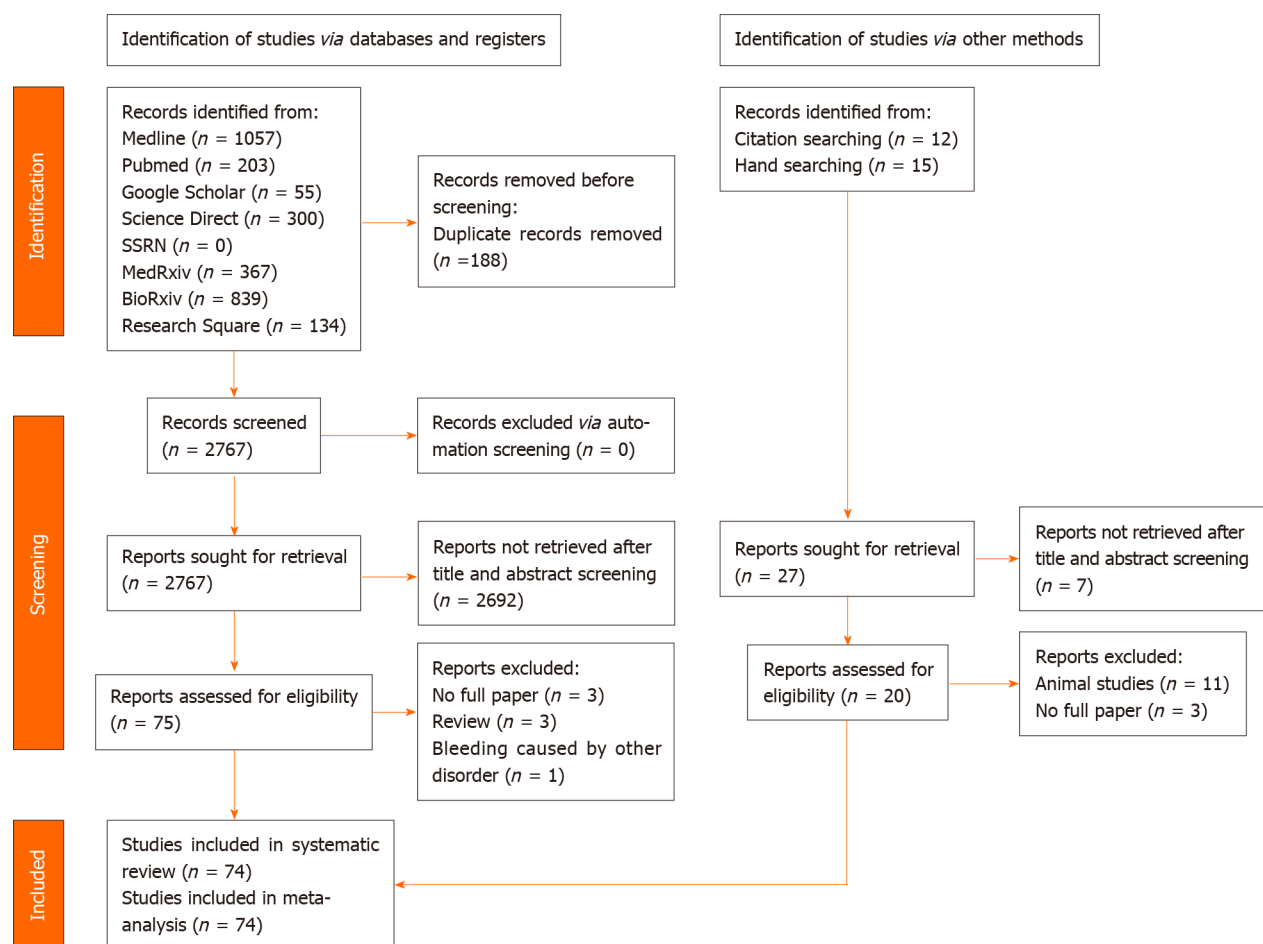 Identification of studies via databases and registers
Identification of studies via other methods
Identification
Records identified from:
Medline (n = 1057)
Pubmed (n = 203)
Google Scholar (n = 55)
Science Direct (n = 300)
SSRN (n = 0)
MedRxiv (n = 367)
BioRxiv (n = 839)
Research Square (n = 134)
Records removed before
screening:
Duplicate records removed
(n =188)
Records identified from:
Citation searching (n = 12)
Hand searching (n = 15)
Screening
Records screened
(n = 2767)
Records excluded via auto-
mation screening (n = 0)
Reports sought for retrieval
(n = 2767)
Reports not retrieved after
title and abstract screening
(n = 2692)
Reports sought for retrieval
(n = 27)
Reports not retrieved after
title and abstract screening
(n = 7)
Reports assessed for eligibility
(n = 75)
Reports excluded:
No full paper (n = 3)
Review (n = 3)
Bleeding caused by other
disorder (n = 1)
Reports assessed for
eligibility (n = 20)
Reports excluded:
Animal studies (n = 11)
No full paper (n = 3)
Included
Studies included in systematic
review (n = 74)
Studies included in meta-
analysis (n = 74)